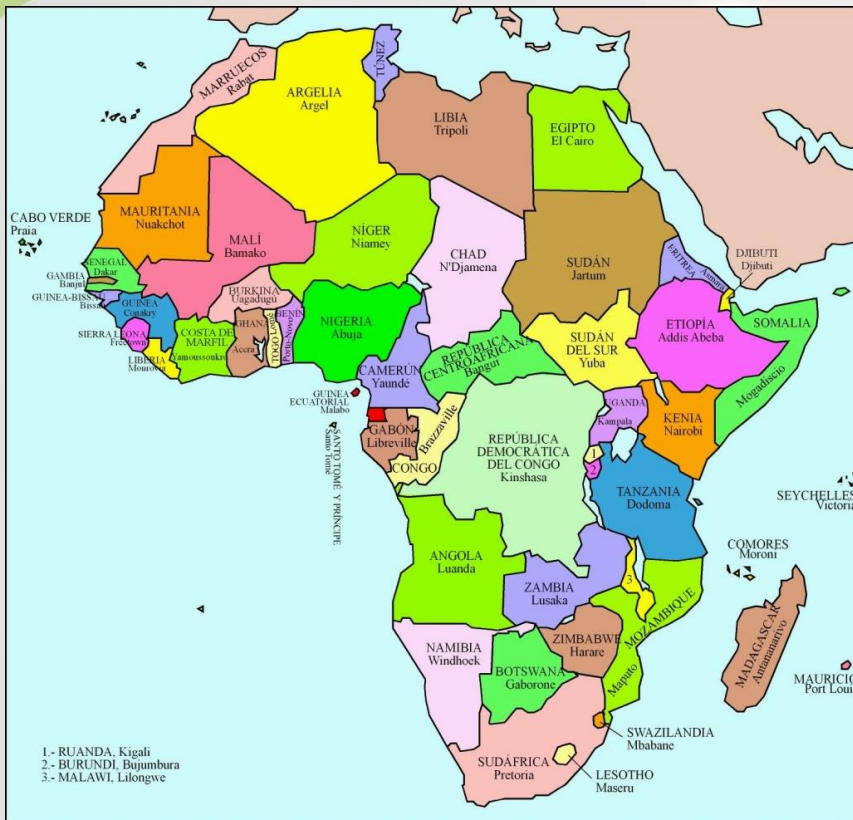 MARRUECOS
Rabat
ARGELIA
Argel
TÚNEZ
LIBIA
Tripoli
EGIPTO
El Cairo
MAURITANIA
Nuakchot
MALÍ
Bamako
NÍGER
Niamey
CHAD
N'Djamena
SUDÁN
Jartum
ERITREA
Asmara
DJIBUTI
Djibuti
CABO VERDE
Praia
SENEGAL
Dakar
GAMBIA
Banjul
GUINEA-BISSAU
Bissau
GUINEA
Conakry
SIERRA LEONA
Freetown
LIBERIA
Monrovia
COSTA DE
MARFIL
Yamoussoukro
BURKINA
Uagadugú
GHANA
Accra
TOGO Lomé
BENÍN
Porto-Novo
NIGERIA
Abuja
CAMERÚN
Yaundé
REPÚBLICA
CENTROAFRICANA
Bangui
SUDÁN
DEL SUR
Yuba
ETIOPÍA
Addis Abeba
SOMALIA
Mogadiscio
GUINEA
ECUATORIAL
Malabo
SANTO TOMÉ Y PRÍNCIPE
Santo Tomé
GABÓN
Libreville
CONGO
Brazzaville
REPÚBLICA
DEMOCRÁTICA
DEL CONGO
Kinshasa
UGANDA
Kampala
KENIA
Nairobi
1
2
TANZANIA
Dodoma
SEYCHELLES
Victoria
COMORES
Moroni
ANGOLA
Luanda
ZAMBIA
Lusaka
3
MOZAMBIQUE
Maputo
ZIMBABWE
Harare
MADAGASCAR
Antananarivo
MAURICIO
Port Loui
NAMIBIA
Windhoek
BOTSWANA
Gaborone
SWAZILANDIA
Mbabane
SUDÁFRICA
Pretoria
LESOTHO
Maseru
1.- RUANDA, Kigali
2.- BURUNDI, Bujumbura
3.- MALAWI, Lilongwe